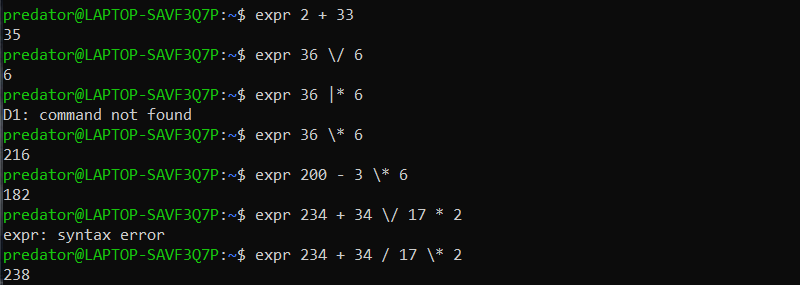 predator@LAPTOP-SAVF3Q7P:~$ expr 2 + 33
35
predator@LAPTOP-SAVF3Q7P:~$ expr 36 \/ 6
6
predator@LAPTOP-SAVF3Q7P:~$ expr 36 |* 6
D1: command not found
predator@LAPTOP-SAVF3Q7P:~$ expr 36 \* 6
216
predator@LAPTOP-SAVF3Q7P:~$ expr 200 - 3 \* 6
182
predator@LAPTOP-SAVF3Q7P:~$ expr 234 + 34 \/ 17 * 2
expr: syntax error
predator@LAPTOP-SAVF3Q7P:~$ expr 234 + 34 / 17 \* 2
238